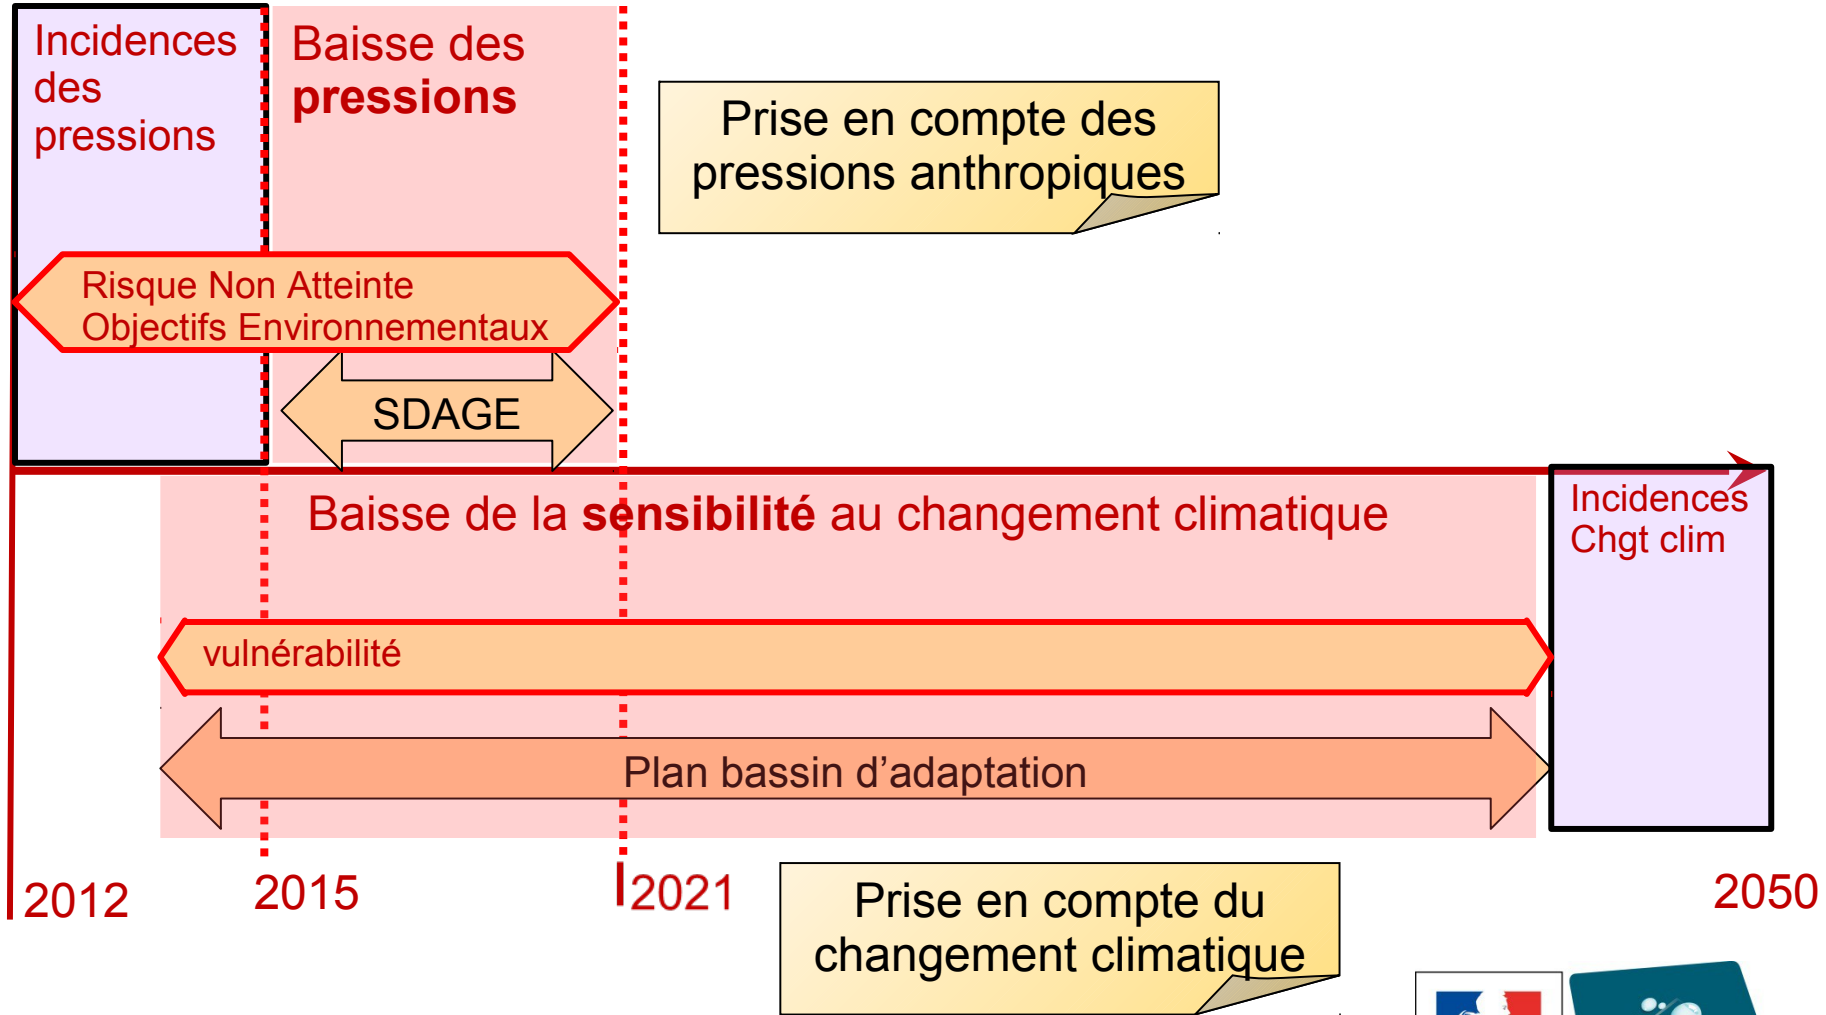 Incidences
des
pressions
Baisse des
pressions
Prise en compte des
pressions anthropiques
Risque Non Atteinte
Objectifs Environnementaux
SDAGE
Baisse de la sensibilité au changement climatique
Incidences
Chgt clim
vulnérabilité
Plan bassin d’adaptation
2012
2015
2021
2050
Prise en compte du
changement climatique